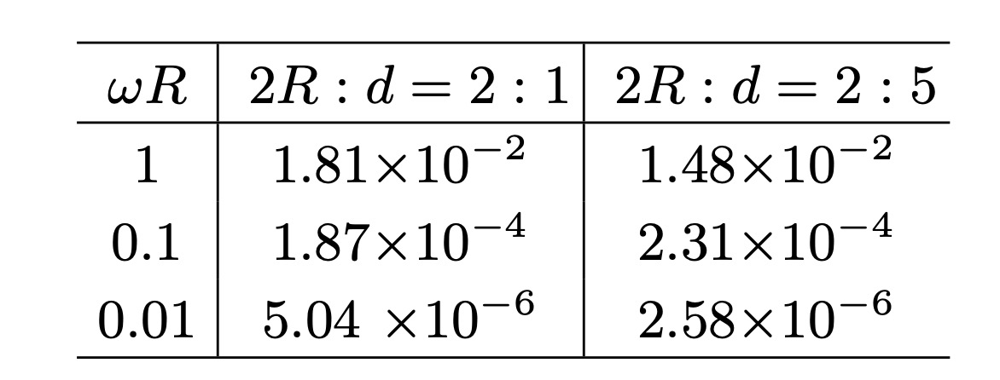 ωR 2R : d = 2 : 1 2R : d = 2 : 5
1 1.81×10⁻² 1.48×10⁻²
0.1 1.87×10⁻⁴ 2.31×10⁻⁴
0.01 5.04 ×10⁻⁶ 2.58×10⁻⁶